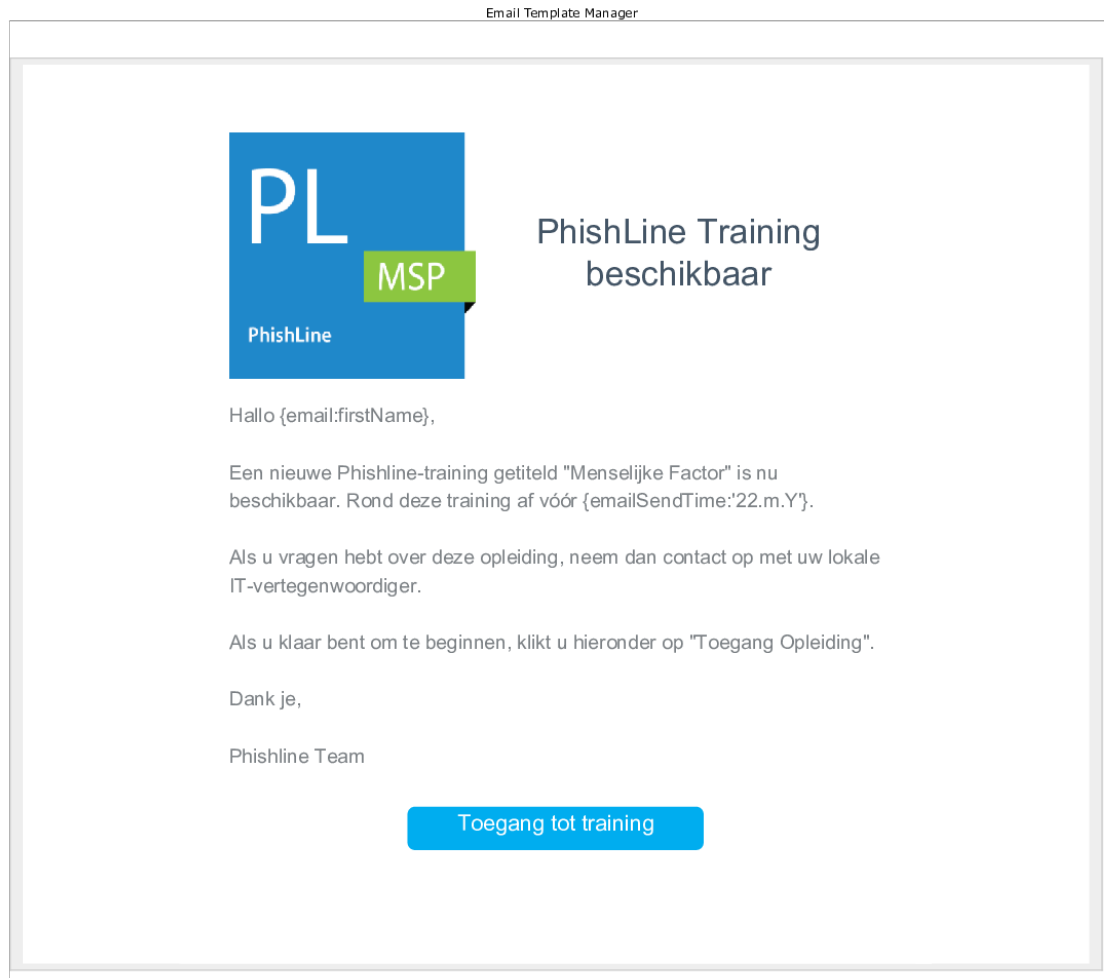 Email Template Manager
PL
MSP
PhishLine
PhishLine Training
beschikbaar
Hallo {email:firstName},
Een nieuwe Phishline-training getiteld "Menselijke Factor" is nu
beschikbaar. Rond deze training af vóór {emailSendTime:'22.m.Y'}.
Als u vragen hebt over deze opleiding, neem dan contact op met uw lokale
IT-vertegenwoordiger.
Als u klaar bent om te beginnen, klikt u hieronder op "Toegang Opleiding".
Dank je,
Phishline Team
Toegang tot training